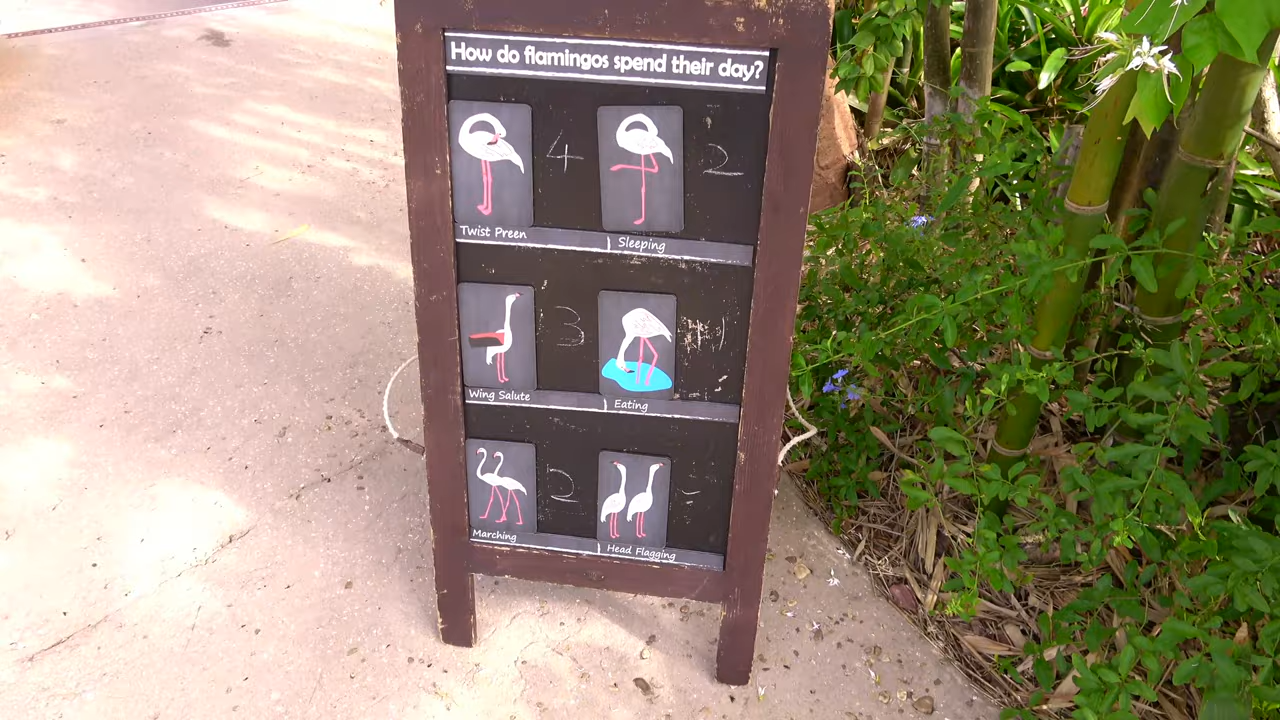 How do flamingos spend their day?
4 2
Twist Preen Sleeping
3
Wing Salute Eating
2 -
Marching Head Flagging